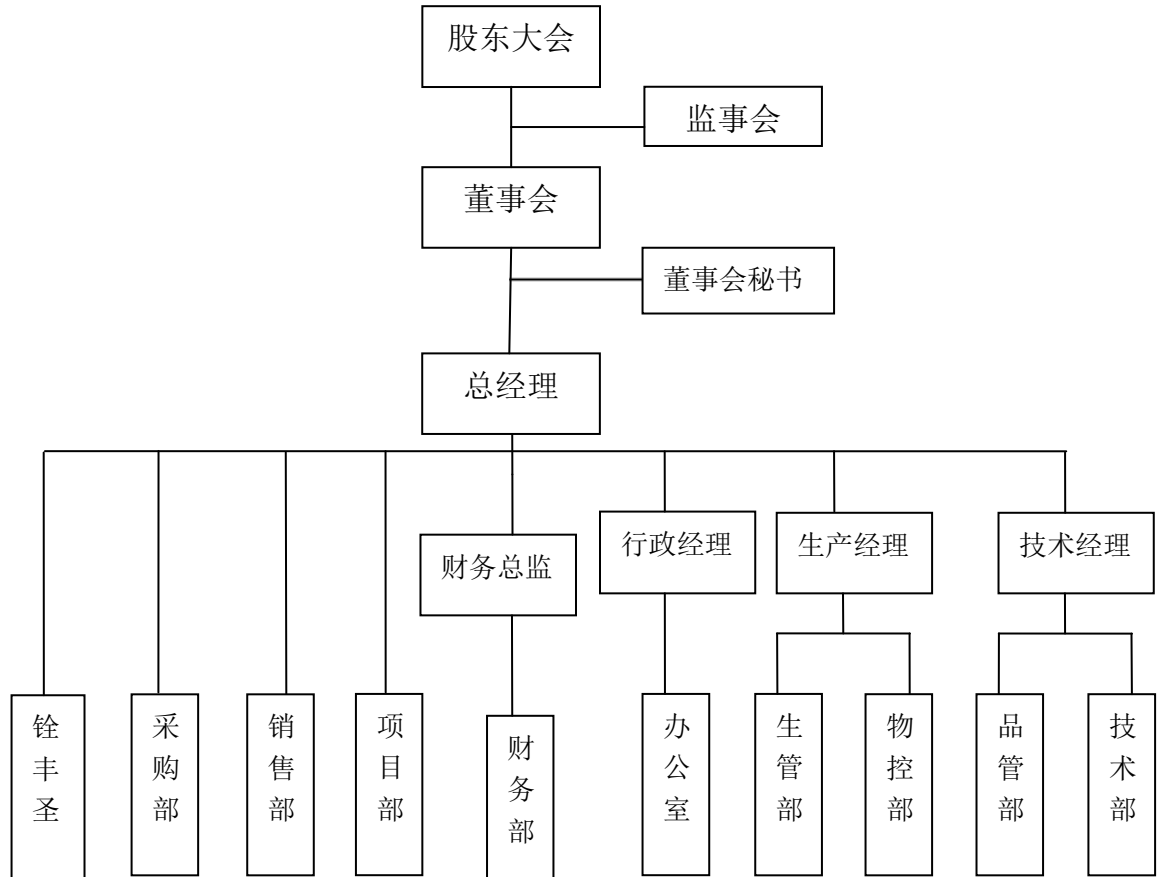 股东大会
监事会
董事会
董事会秘书
总经理
财务总监
行政经理
生产经理
技术经理
铨丰圣
采购部
销售部
项目部
财务部
办公室
生管部
物控部
品管部
技术部